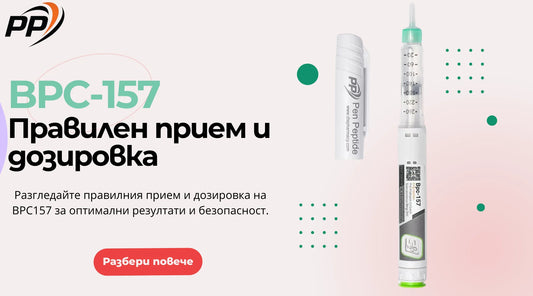 PP
BPC-157
Правилен прием и
дозировка
Разгледайте правилния прием и дозировка на
BPC157 за оптимални резултати и безопасност.
Разбери повече
PP
Pen Peptide
Bpc-157